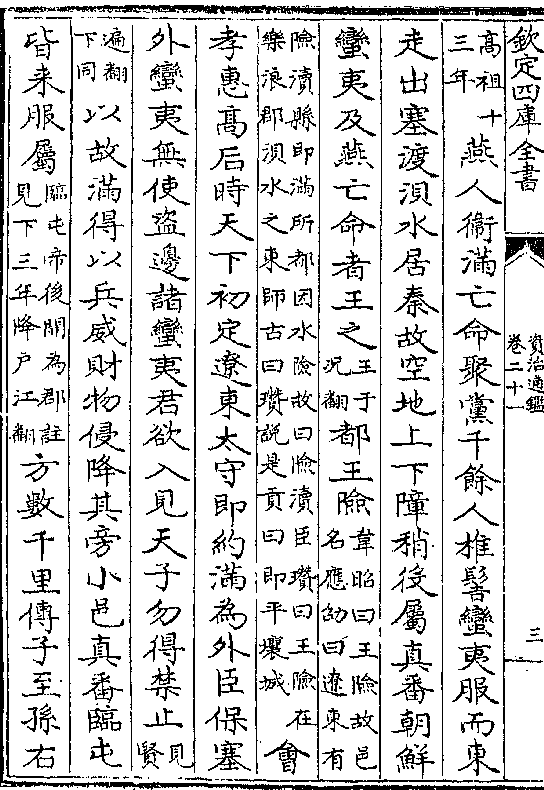 欽定四庫全書
資治通鑑
卷二十一
三
高祖十
三年
燕人衛滿亡命聚黨千餘人椎髻蠻夷服而東
走出塞渡浿水居秦故空地上下障稍役屬真番朝鮮
蠻夷及燕亡命者王之
王于
况翻
都王險
韋昭曰王險故邑
名應劭曰遼東有
險瀆縣即滿所都因水險故曰險瀆臣瓚曰王險在
樂浪郡浿水之東師古曰瓚説是貢曰即平壤城
會
孝惠髙后時天下初定遼東太守即約滿為外臣保塞
外蠻夷無使盜邊諸蠻夷君欲入見天子勿得禁止
見
賢
遍翻
下同
以故滿得以兵威財物侵降其旁小邑真番臨屯
皆来服屬
臨屯帝後開為郡註
見下三年降户江翻
方數千里傳子至孫右